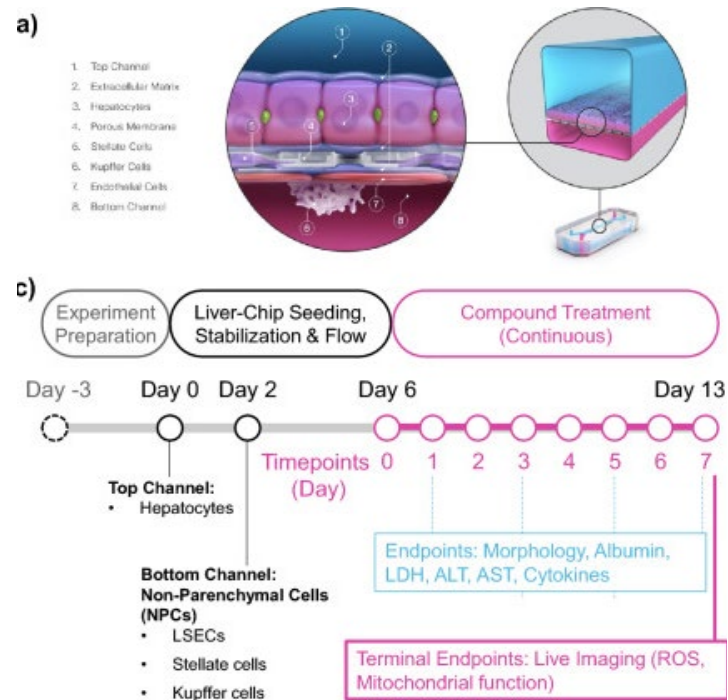 a)
1. Top Channel
2. Extracellular Matrix
3. Hepatocytes
4. Porous Membrane
5. Stellate Cells
6. Kupffer Cells
7. Endothelial Cells
8. Bottom Channel
1
2
3
4
5
6
7
8
c)
Experiment
Preparation
Liver-Chip Seeding,
Stabilization & Flow
Compound Treatment
(Continuous)
Day -3
Day 0
Day 2
Day 6
Day 13
Timepoints
(Day)
0 1 2 3 4 5 6 7
Top Channel:
• Hepatocytes
Bottom Channel:
Non-Parenchymal Cells
(NPCs)
• LSECs
• Stellate cells
• Kupffer cells
Endpoints: Morphology, Albumin,
LDH, ALT, AST, Cytokines
Terminal Endpoints: Live Imaging (ROS,
Mitochondrial function)